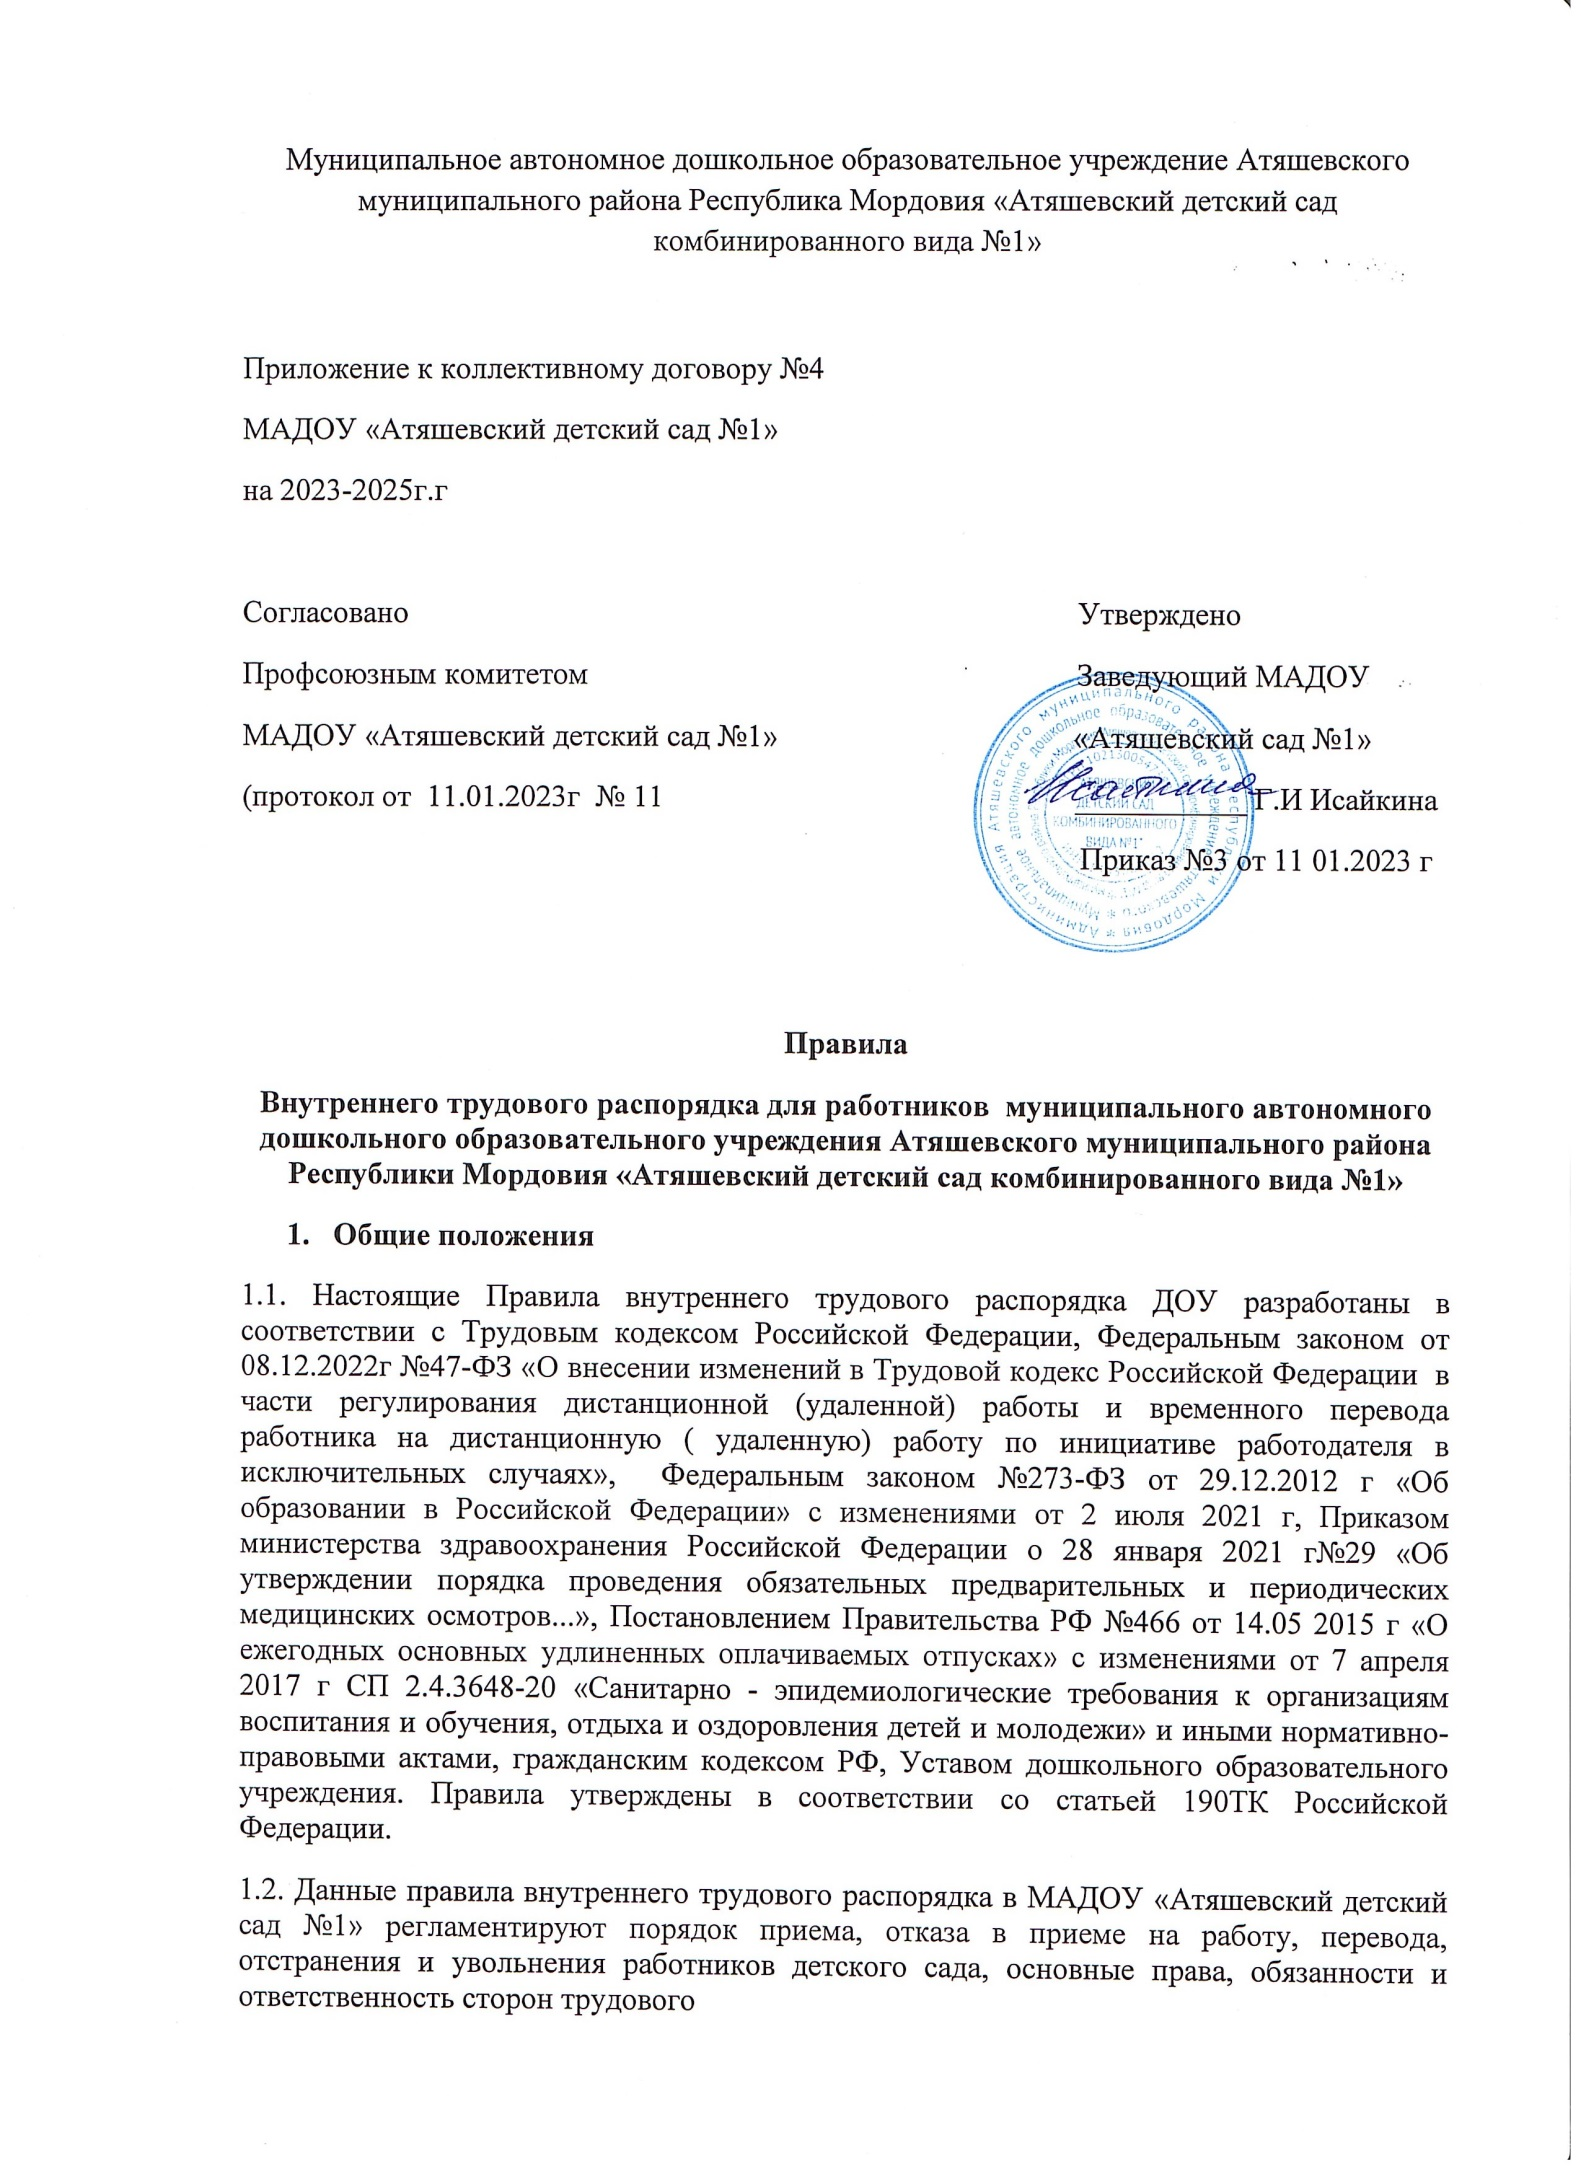 Муниципальное автономное дошкольное образовательное учреждение Атяшевского
муниципального района Республика Мордовия «Атяшевский детский сад
комбинированного вида №1»
Приложение к коллективному договору №4
МАДОУ «Атяшевский детский сад №1»
на 2023-2025г.г
Согласовано
Профсоюзным комитетом
МАДОУ «Атяшевский детский сад №1»
(протокол от 11.01.2023г № 11
Утверждено
Заведующий МАДОУ
«Атяшевский сад №1»
Г.И Исайкина
Приказ №3 от 11 01.2023 г
Администрация Атяшевского муниципального района Республики Мордовия
ДЕТСКИЙ САД
КОМБИНИРОВАННОГО
ВИДА №1"
Правила
Внутреннего трудового распорядка для работников муниципального автономного
дошкольного образовательного учреждения Атяшевского муниципального района
Республики Мордовия «Атяшевский детский сад комбинированного вида №1»
1. Общие положения
1.1. Настоящие Правила внутреннего трудового распорядка ДОУ разработаны в
соответствии с Трудовым кодексом Российской Федерации, Федеральным законом от
08.12.2022г №47-ФЗ «О внесении изменений в Трудовой кодекс Российской Федерации в
части регулирования дистанционной (удаленной) работы и временного перевода
работника на дистанционную ( удаленную) работу по инициативе работодателя в
исключительных случаях», Федеральным законом №273-ФЗ от 29.12.2012 г «Об
образовании в Российской Федерации» с изменениями от 2 июля 2021 г, Приказом
министерства здравоохранения Российской Федерации о 28 января 2021 г№29 «Об
утверждении порядка проведения обязательных предварительных и периодических
медицинских осмотров...», Постановлением Правительства РФ №466 от 14.05 2015 г «О
ежегодных основных удлиненных оплачиваемых отпусках» с изменениями от 7 апреля
2017 г СП 2.4.3648-20 «Санитарно - эпидемиологические требования к организациям
воспитания и обучения, отдыха и оздоровления детей и молодежи» и иными нормативно-
правовыми актами, гражданским кодексом РФ, Уставом дошкольного образовательного
учреждения. Правила утверждены в соответствии со статьей 190ТК Российской
Федерации.
1.2. Данные правила внутреннего трудового распорядка в МАДОУ «Атяшевский детский
сад №1» регламентируют порядок приема, отказа в приеме на работу, перевода,
отстранения и увольнения работников детского сада, основные права, обязанности и
ответственность сторон трудового